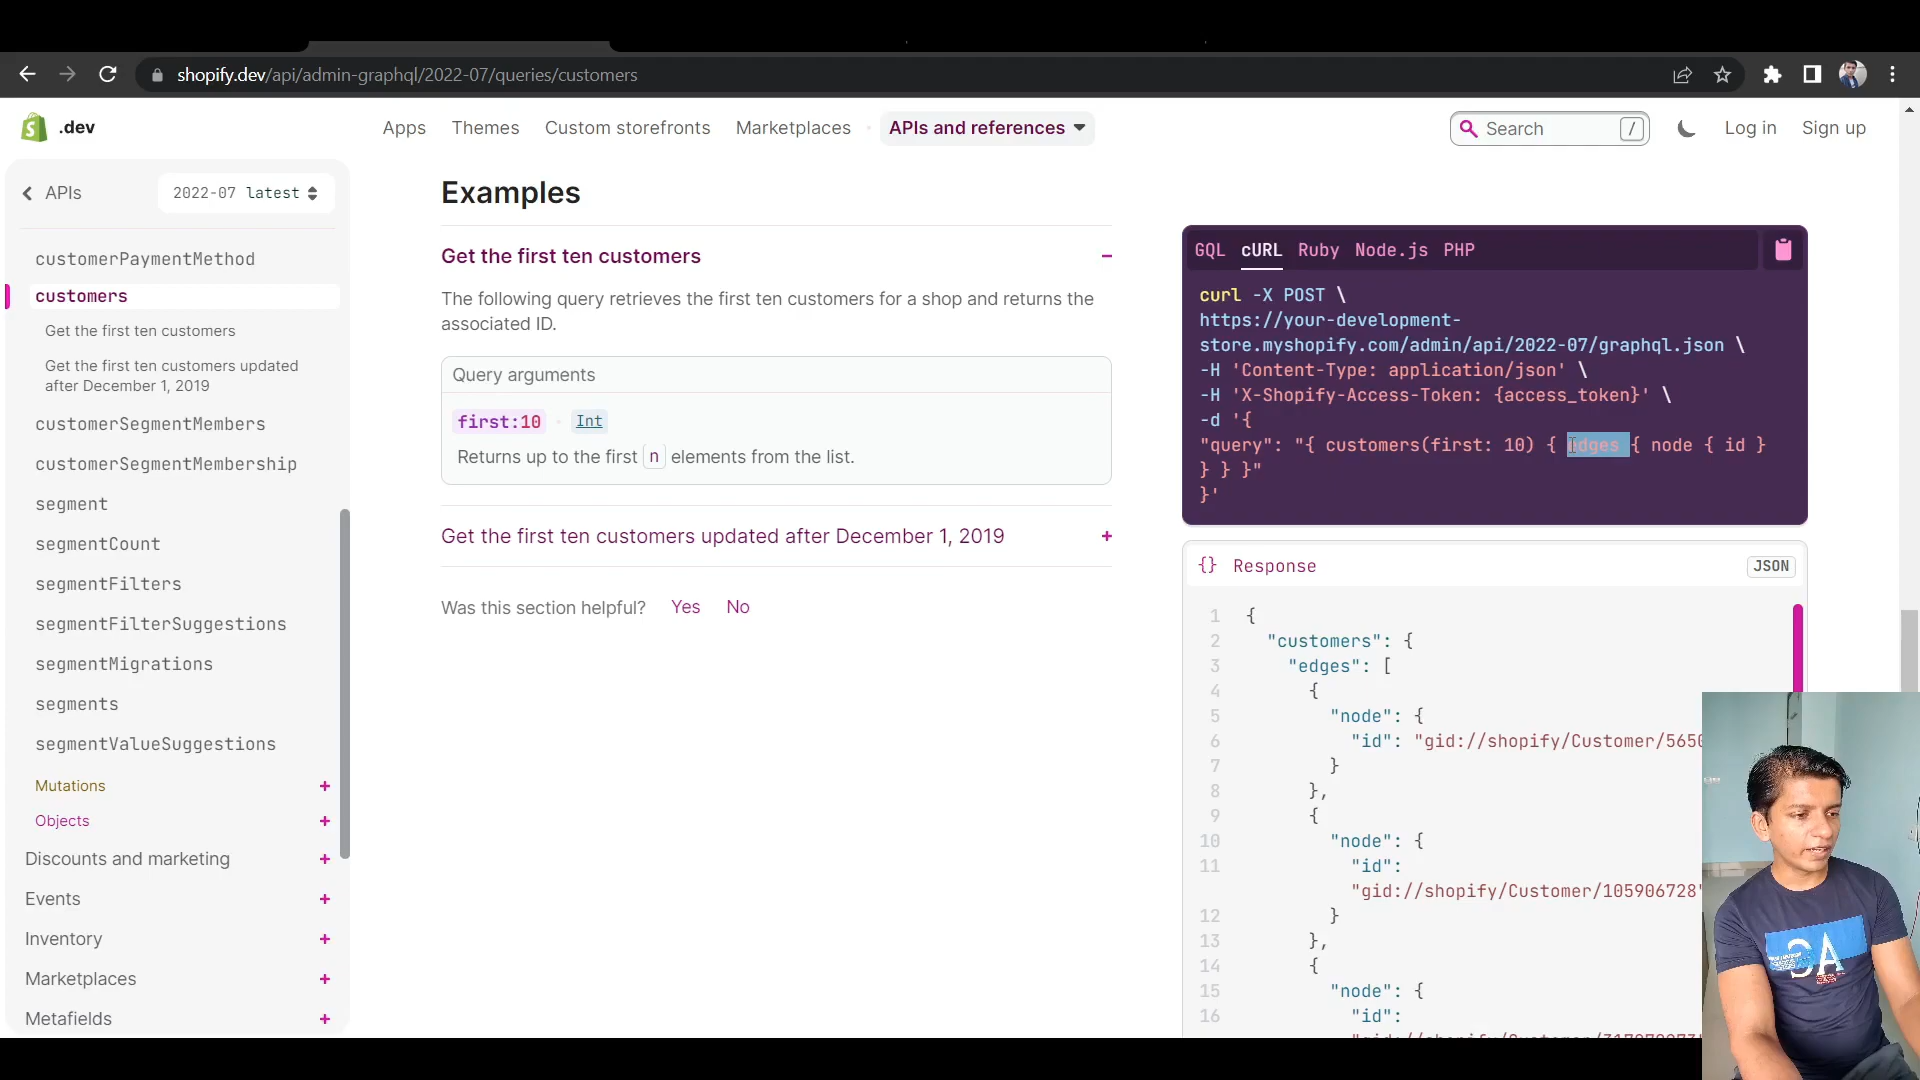 shopify.dev/api/admin-graphql/2022-07/queries/customers
.dev
Apps
Themes
Custom storefronts
Marketplaces
APIs and references
Search
/
Log in
Sign up
APIs
2022-07 latest
customerPaymentMethod
customers
Get the first ten customers
Get the first ten customers updated
after December 1, 2019
customerSegmentMembers
customerSegmentMembership
segment
segmentCount
segmentFilters
segmentFilterSuggestions
segmentMigrations
segments
segmentValueSuggestions
Mutations +
Objects +
Discounts and marketing +
Events +
Inventory +
Marketplaces +
Metafields +
Examples
Get the first ten customers −
The following query retrieves the first ten customers for a shop and returns the
associated ID.
Query arguments
first:10 · Int
Returns up to the first n elements from the list.
Get the first ten customers updated after December 1, 2019 +
Was this section helpful? Yes No
GQL cURL Ruby Node.js PHP
curl -X POST \
https://your-development-
store.myshopify.com/admin/api/2022-07/graphql.json \
-H 'Content-Type: application/json' \
-H 'X-Shopify-Access-Token: {access_token}' \
-d '{
"query": "{ customers(first: 10) { edges { node { id }
} } }"
}'
{} Response JSON
1 {
2 "customers": {
3 "edges": [
4 {
5 "node": {
6 "id": "gid://shopify/Customer/5650
7 }
8 },
9 {
10 "node": {
11 "id":
"gid://shopify/Customer/105906728"
12 }
13 },
14 {
15 "node": {
16 "id":